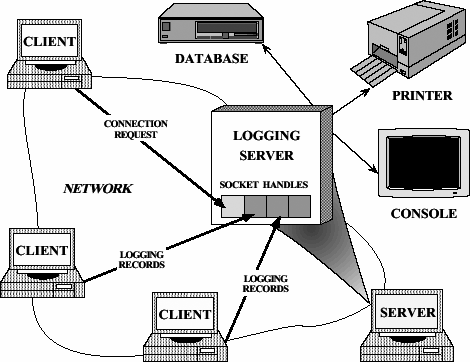 CLIENT
DATABASE
PRINTER
CONNECTION
REQUEST
LOGGING
SERVER
SOCKET HANDLES
NETWORK
CONSOLE
CLIENT
LOGGING
RECORDS
LOGGING
RECORDS
CLIENT
SERVER